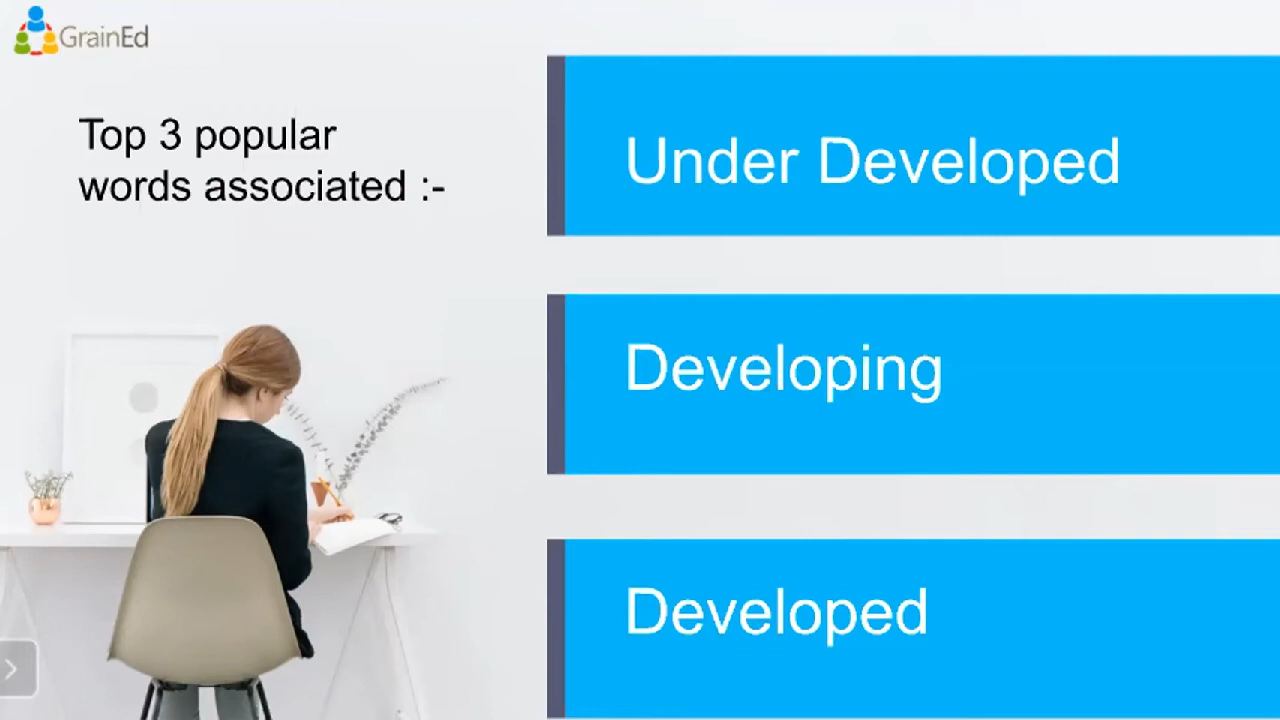 GrainEd
Top 3 popular
words associated :-
Under Developed
Developing
Developed